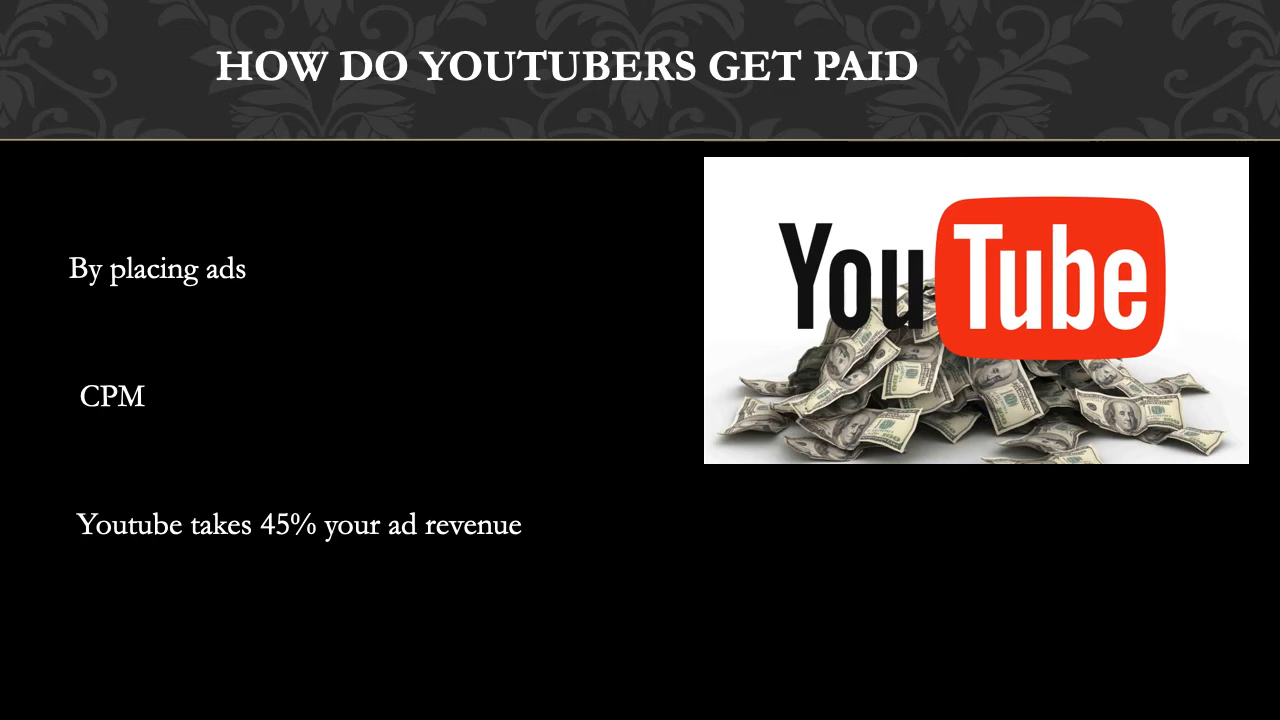 HOW DO YOUTUBERS GET PAID
By placing ads
CPM
Youtube takes 45% your ad revenue
YouTube